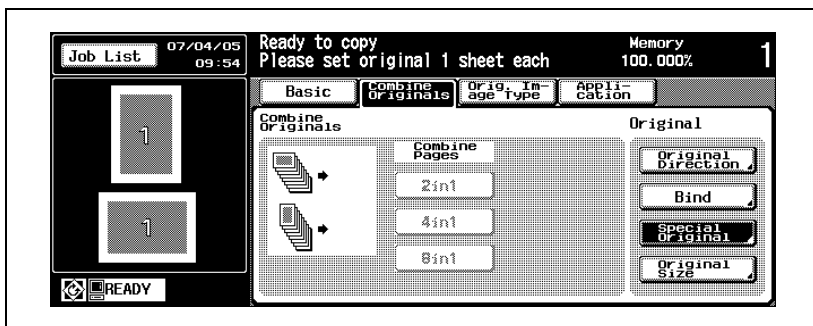 Job List
07/04/05
09:54
Ready to copy
Please set original 1 sheet each
Memory
100.000%
1
Basic
Combine
Originals
Orig. Im-
age Type
Appli-
cation
1
1
Combine
Originals
Combine
Pages
2in1
4in1
8in1
Original
Original
Direction
Bind
Special
Original
Original
Size
READY